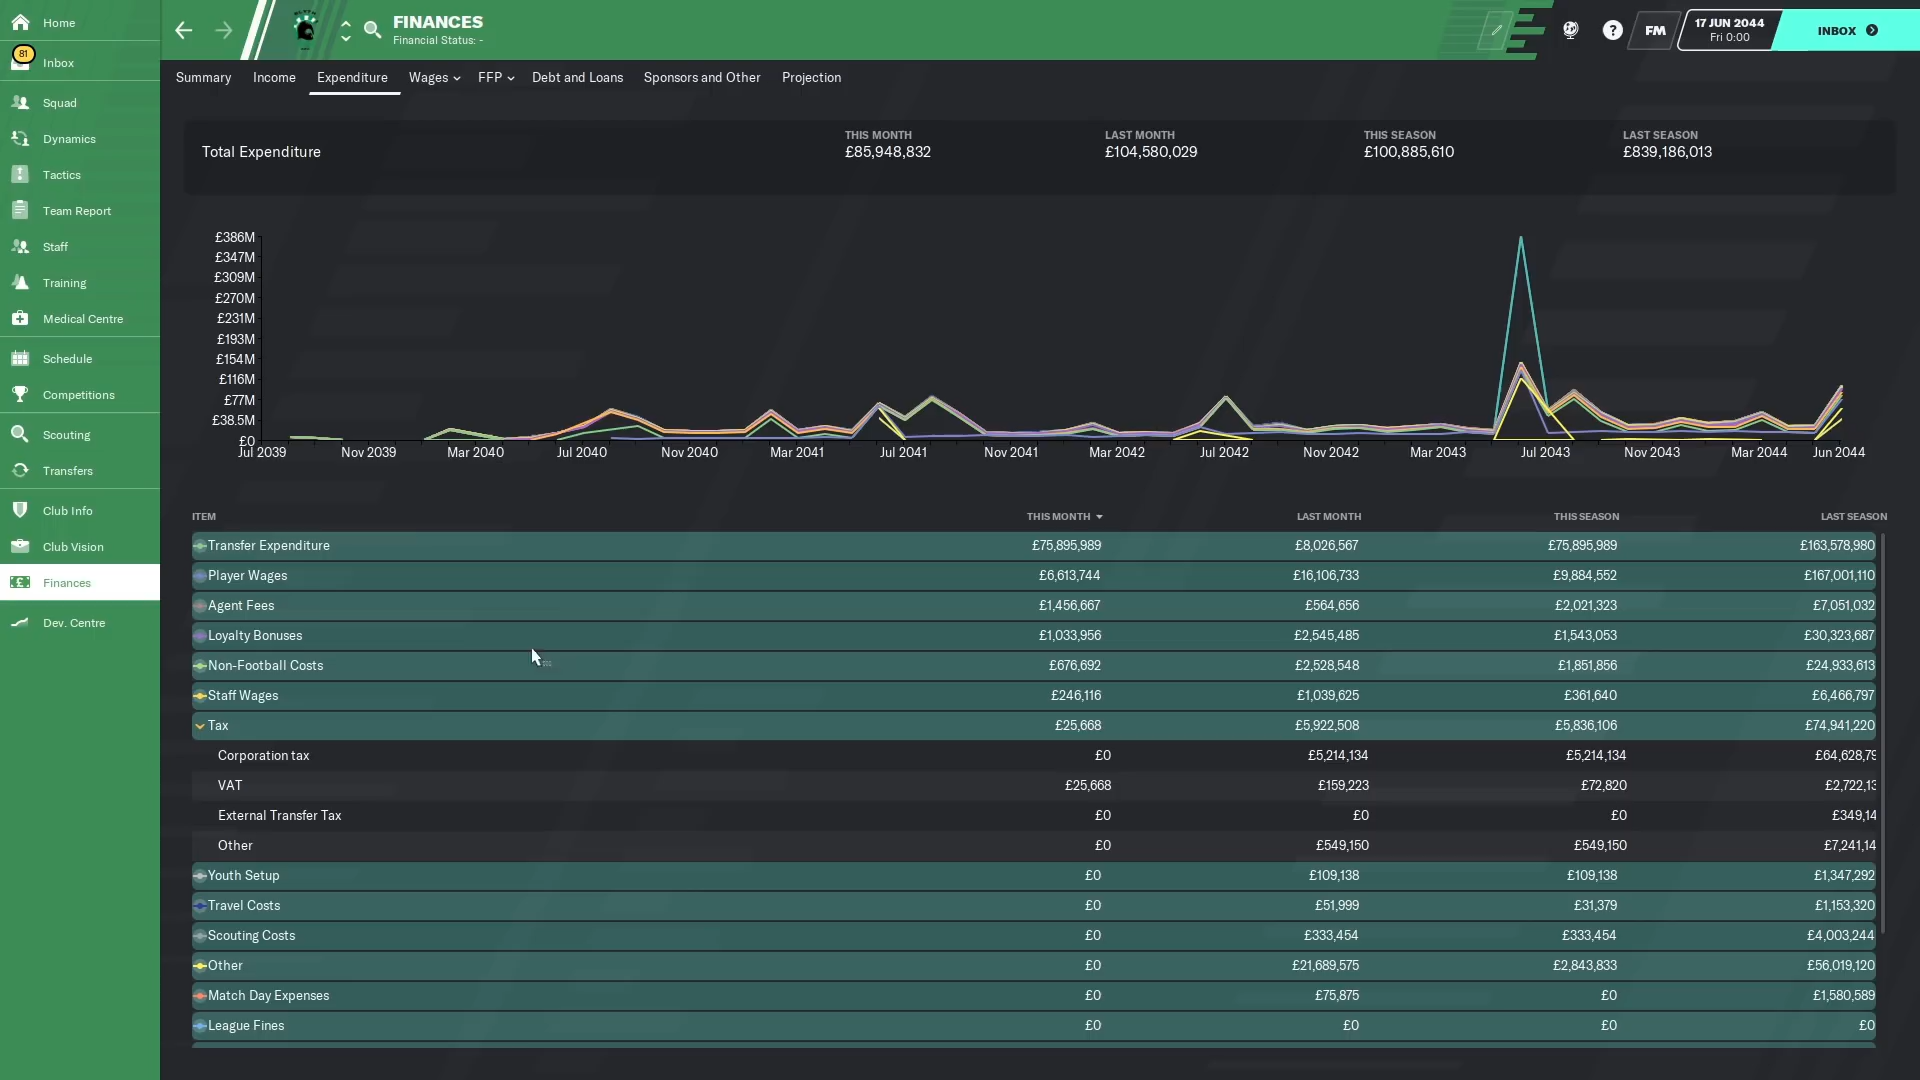 Home
FINANCES
Financial Status: -
FM
17 JUN 2044
Fri 0:00
INBOX
81
Inbox
Summary Income Expenditure Wages FFP Debt and Loans Sponsors and Other Projection
Squad
Dynamics
Tactics
Team Report
Staff
Training
Medical Centre
Schedule
Competitions
Scouting
Transfers
Club Info
Club Vision
Finances
Dev. Centre
THIS MONTH LAST MONTH THIS SEASON LAST SEASON
Total Expenditure £85,948,832 £104,580,029 £100,885,610 £839,186,013
£386M
£347M
£309M
£270M
£231M
£193M
£154M
£116M
£77M
£38.5M
£0
Jul 2039 Nov 2039 Mar 2040 Jul 2040 Nov 2040 Mar 2041 Jul 2041 Nov 2041 Mar 2042 Jul 2042 Nov 2042 Mar 2043 Jul 2043 Nov 2043 Mar 2044 Jun 2044
ITEM THIS MONTH LAST MONTH THIS SEASON LAST SEASON
Transfer Expenditure £75,895,989 £8,026,567 £75,895,989 £163,578,980
Player Wages £6,613,744 £16,106,733 £9,884,552 £167,001,110
Agent Fees £1,456,667 £564,656 £2,021,323 £7,051,032
Loyalty Bonuses £1,033,956 £2,545,485 £1,543,053 £30,323,687
Non-Football Costs £676,692 £2,528,548 £1,851,856 £24,933,613
Staff Wages £246,116 £1,039,625 £361,640 £6,466,797
Tax £25,668 £5,922,508 £5,836,106 £74,941,220
Corporation tax £0 £5,214,134 £5,214,134 £64,628,79
VAT £25,668 £159,223 £72,820 £2,722,13
External Transfer Tax £0 £0 £0 £349,14
Other £0 £549,150 £549,150 £7,241,14
Youth Setup £0 £109,138 £109,138 £1,347,292
Travel Costs £0 £51,999 £31,379 £1,153,320
Scouting Costs £0 £333,454 £333,454 £4,003,244
Other £0 £21,689,575 £2,843,833 £56,019,120
Match Day Expenses £0 £75,875 £0 £1,580,589
League Fines £0 £0 £0 £0